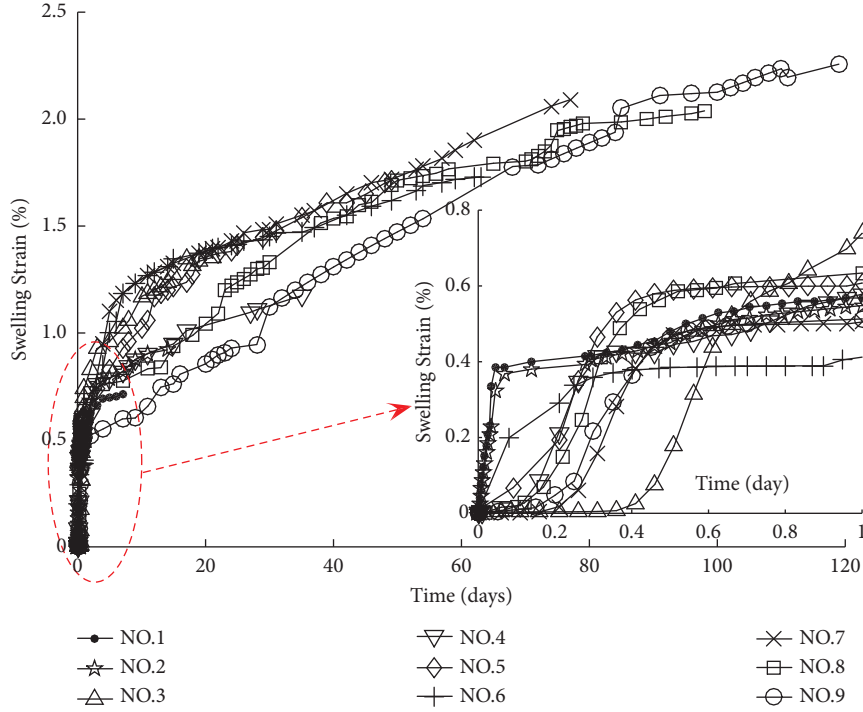 2.5
2.0
1.5
1.0
0.5
0
Swelling Strain (%)
0.8
0.6
0.4
0.2
0
Swelling Strain (%)
Time (day)
0 0.2 0.4 0.6 0.8 1
0 20 40 60 80 100 120
Time (days)
NO.1 NO.4 NO.7
NO.2 NO.5 NO.8
NO.3 NO.6 NO.9